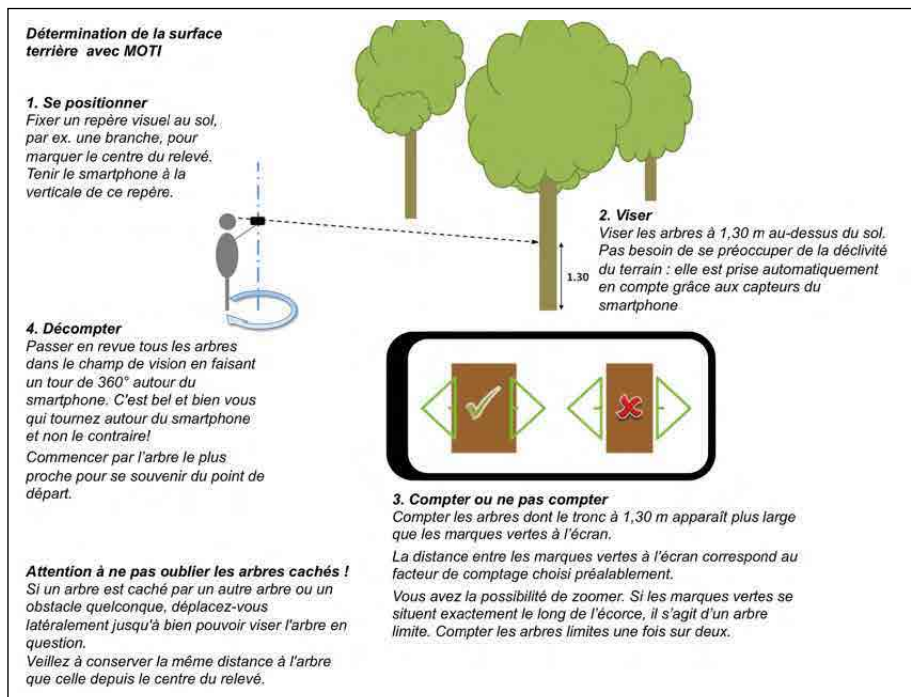 Détermination de la surface
terrière avec MOTI
1. Se positionner
Fixer un repère visuel au sol,
par ex. une branche, pour
marquer le centre du relevé.
Tenir le smartphone à la
verticale de ce repère.
2. Viser
Viser les arbres à 1,30 m au-dessus du sol.
Pas besoin de se préoccuper de la déclivité
du terrain : elle est prise automatiquement
en compte grâce aux capteurs du
smartphone
1.30
3. Compter ou ne pas compter
Compter les arbres dont le tronc à 1,30 m apparaît plus large
que les marques vertes à l'écran.
La distance entre les marques vertes à l'écran correspond au
facteur de comptage choisi préalablement.
Vous avez la possibilité de zoomer. Si les marques vertes se
situent exactement le long de l'écorce, il s'agit d'un arbre
limite. Compter les arbres limites une fois sur deux.
4. Décompter
Passer en revue tous les arbres
dans le champ de vision en faisant
un tour de 360° autour du
smartphone. C'est bel et bien vous
qui tournez autour du smartphone
et non le contraire!
Commencer par l'arbre le plus
proche pour se souvenir du point de
départ.
Attention à ne pas oublier les arbres cachés !
Si un arbre est caché par un autre arbre ou un
obstacle quelconque, déplacez-vous
latéralement jusqu'à bien pouvoir viser l'arbre en
question.
Veillez à conserver la même distance à l'arbre
que celle depuis le centre du relevé.